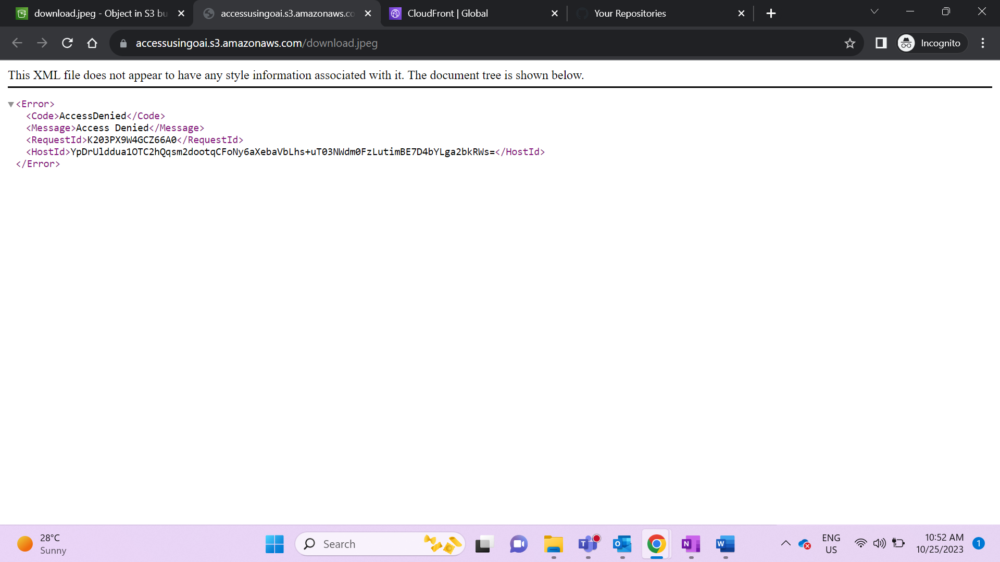 download.jpeg - Object in S3 bu
accessusingoai.s3.amazonaws.co
CloudFront | Global
Your Repositories
accessusingoai.s3.amazonaws.com/download.jpeg
Incognito
This XML file does not appear to have any style information associated with it. The document tree is shown below.
<Error>
<Code>AccessDenied</Code>
<Message>Access Denied</Message>
<RequestId>K203PX9W4GCZ66A0</RequestId>
<HostId>YpDrUlddua1OTC2hQqsm2dootqCFoNy6aXebaVbLhs+uT03NWdm0FzLutimBE7D4bYLga2bkRWs=</HostId>
</Error>
28°C
Sunny
Search
ENG
US
10:52 AM
10/25/2023
1